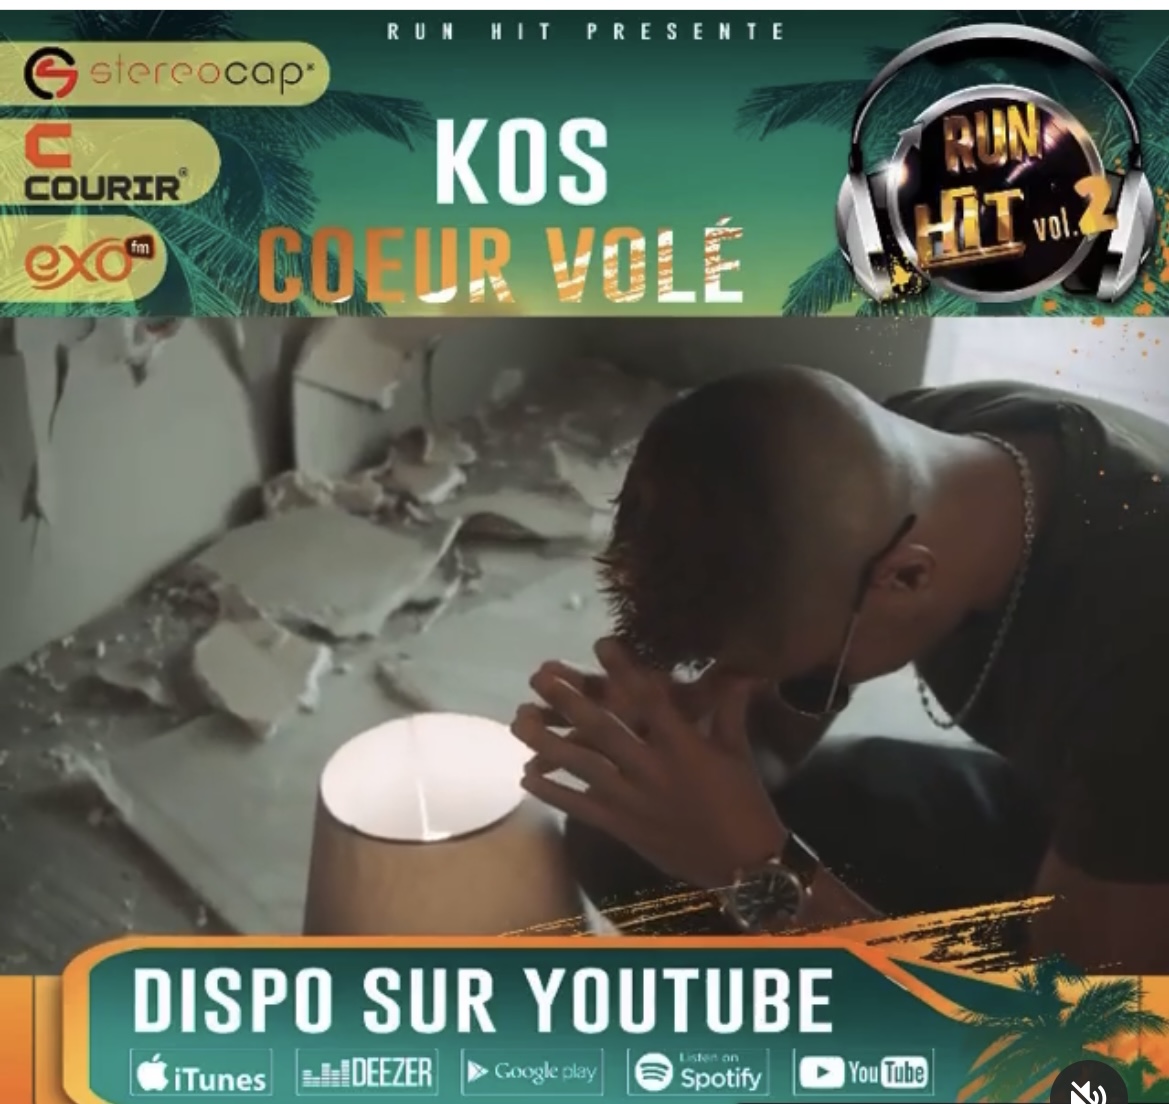 RUN HIT PRESENTE
stereocap
COURIR®
exo fm
KOS
COEUR VOLÉ
RUN
HIT vol.2
DISPO SUR YOUTUBE
iTunes
DEEZER
Google play
Listen on
Spotify
YouTube